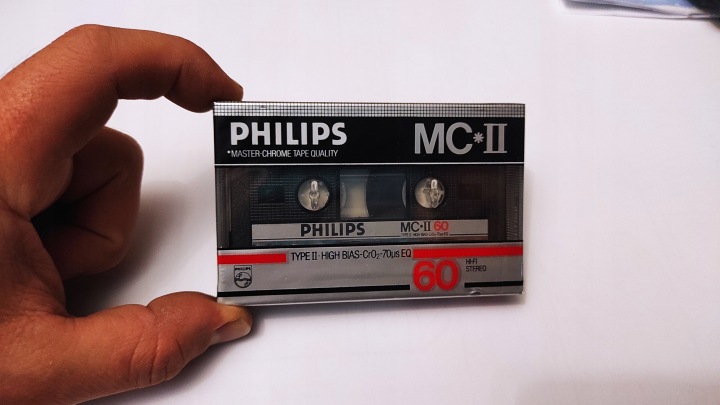 PHILIPS MC*II
*MASTER-CHROME TAPE QUALITY
PHILIPS MC•II 60
TYPE II·HIGH BIAS-CrO₂-70µs EQ
60 HI-FI
STEREO
PHILIPS